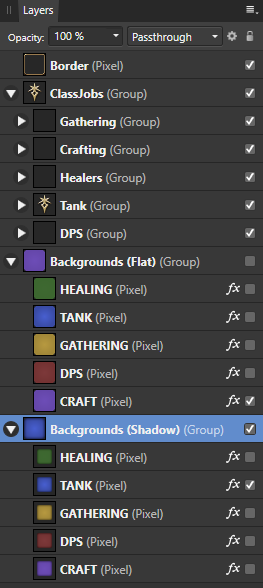 Layers
Opacity: 100 % Passthrough
Border (Pixel)
ClassJobs (Group)
Gathering (Group)
Crafting (Group)
Healers (Group)
Tank (Group)
DPS (Group)
Backgrounds (Flat) (Group)
HEALING (Pixel) fx
TANK (Pixel) fx
GATHERING (Pixel) fx
DPS (Pixel) fx
CRAFT (Pixel) fx
Backgrounds (Shadow) (Group)
HEALING (Pixel) fx
TANK (Pixel) fx
GATHERING (Pixel) fx
DPS (Pixel) fx
CRAFT (Pixel) fx